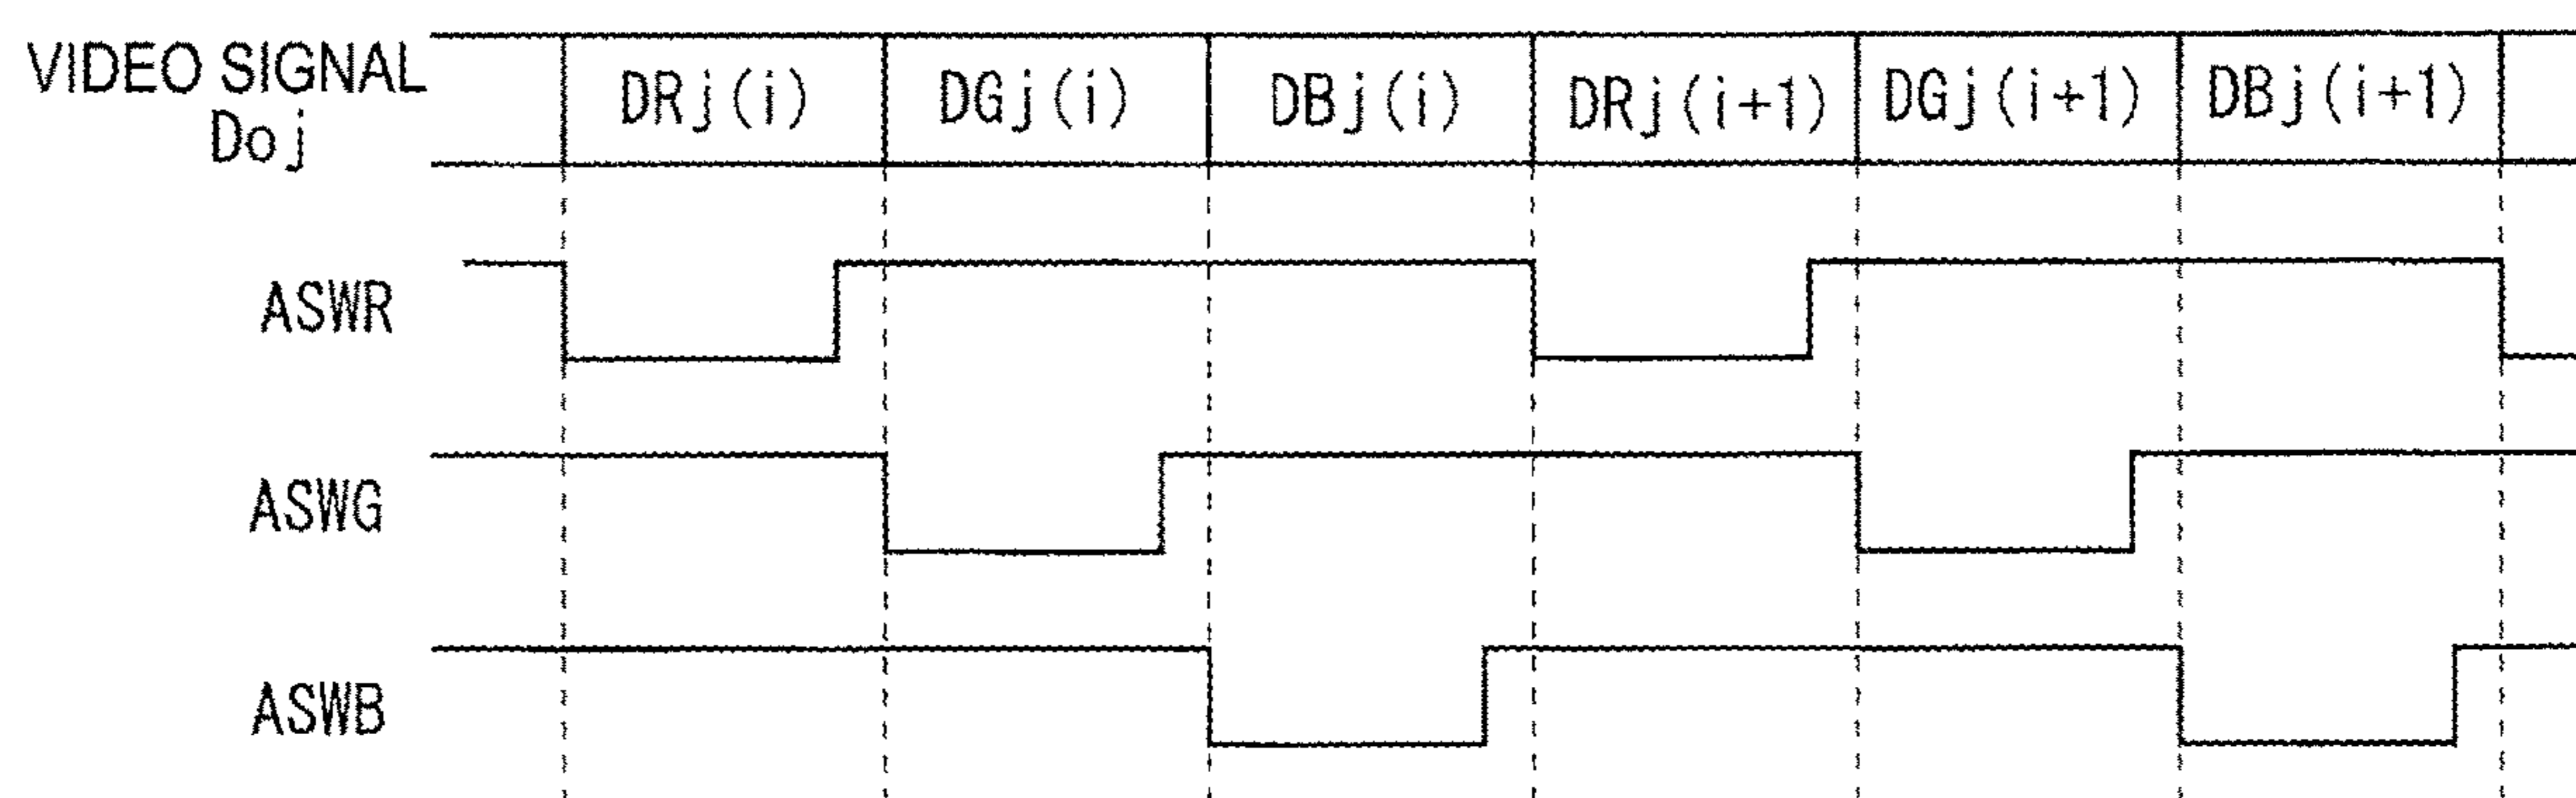 VIDEO SIGNAL
Doj
DRj(i) DGj(i) DBj(i) DRj(i+1) DGj(i+1) DBj(i+1)
ASWR
ASWG
ASWB